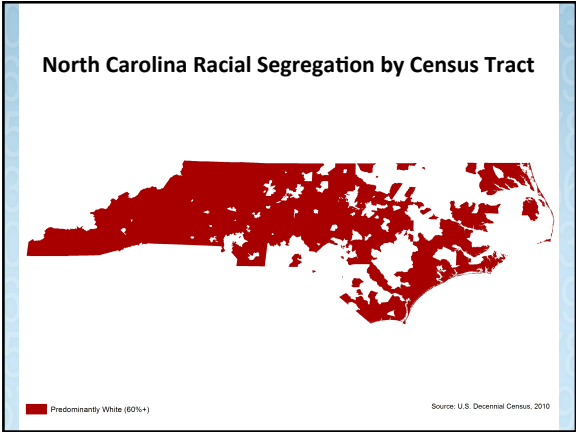 North Carolina Racial Segregation by Census Tract
Predominantly White (60%+)
Source: U.S. Decennial Census, 2010